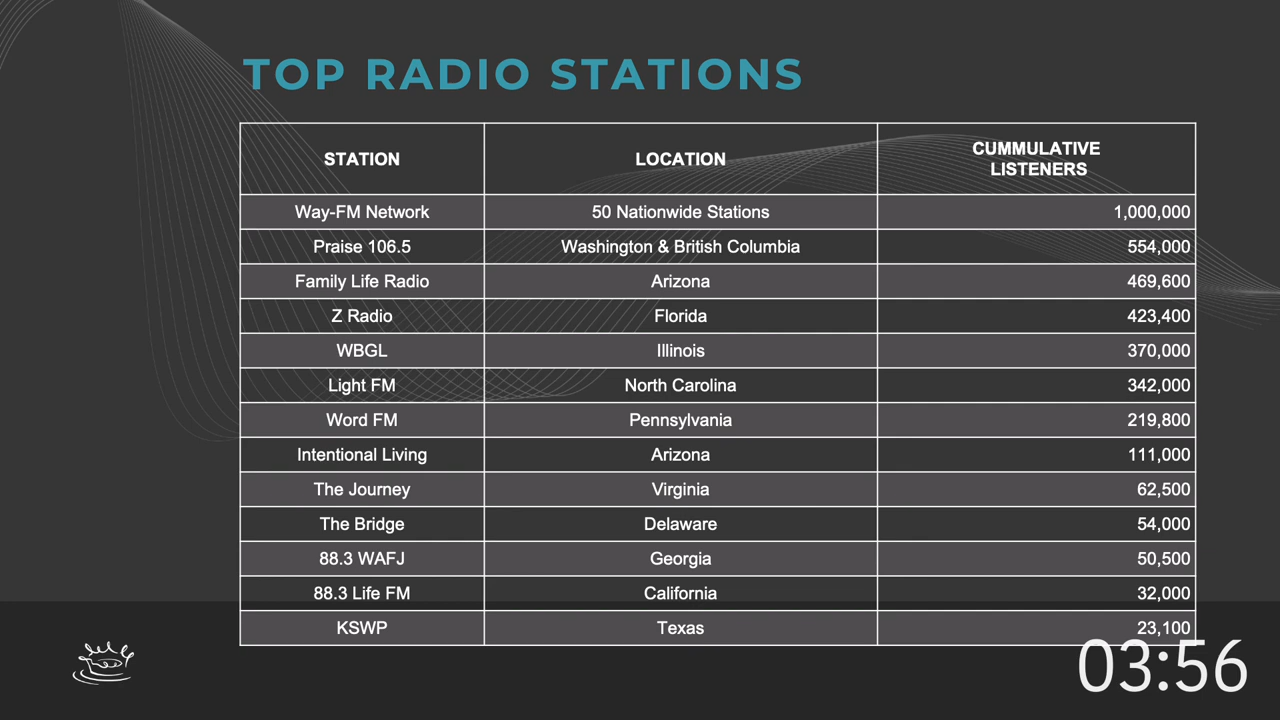 TOP RADIO STATIONS
STATION LOCATION CUMMULATIVE LISTENERS
Way-FM Network 50 Nationwide Stations 1,000,000
Praise 106.5 Washington & British Columbia 554,000
Family Life Radio Arizona 469,600
Z Radio Florida 423,400
WBGL Illinois 370,000
Light FM North Carolina 342,000
Word FM Pennsylvania 219,800
Intentional Living Arizona 111,000
The Journey Virginia 62,500
The Bridge Delaware 54,000
88.3 WAFJ Georgia 50,500
88.3 Life FM California 32,000
KSWP Texas 23,100
03:56